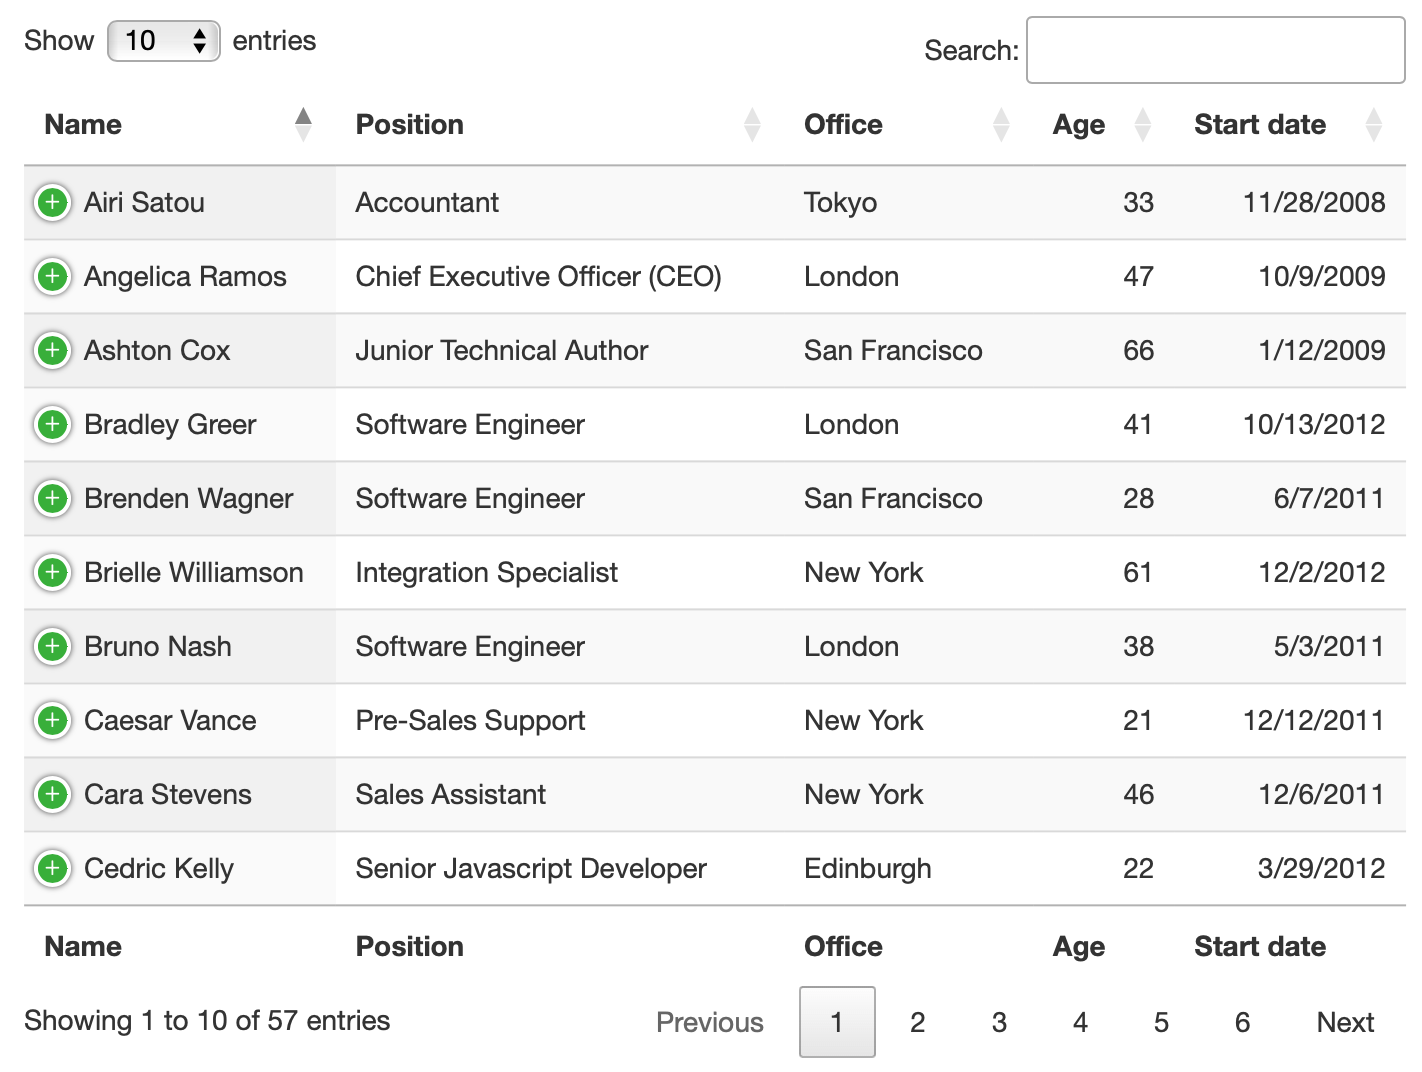 Show 10 entries Search:
Name Position Office Age Start date
Airi Satou Accountant Tokyo 33 11/28/2008
Angelica Ramos Chief Executive Officer (CEO) London 47 10/9/2009
Ashton Cox Junior Technical Author San Francisco 66 1/12/2009
Bradley Greer Software Engineer London 41 10/13/2012
Brenden Wagner Software Engineer San Francisco 28 6/7/2011
Brielle Williamson Integration Specialist New York 61 12/2/2012
Bruno Nash Software Engineer London 38 5/3/2011
Caesar Vance Pre-Sales Support New York 21 12/12/2011
Cara Stevens Sales Assistant New York 46 12/6/2011
Cedric Kelly Senior Javascript Developer Edinburgh 22 3/29/2012
Name Position Office Age Start date
Showing 1 to 10 of 57 entries Previous 1 2 3 4 5 6 Next